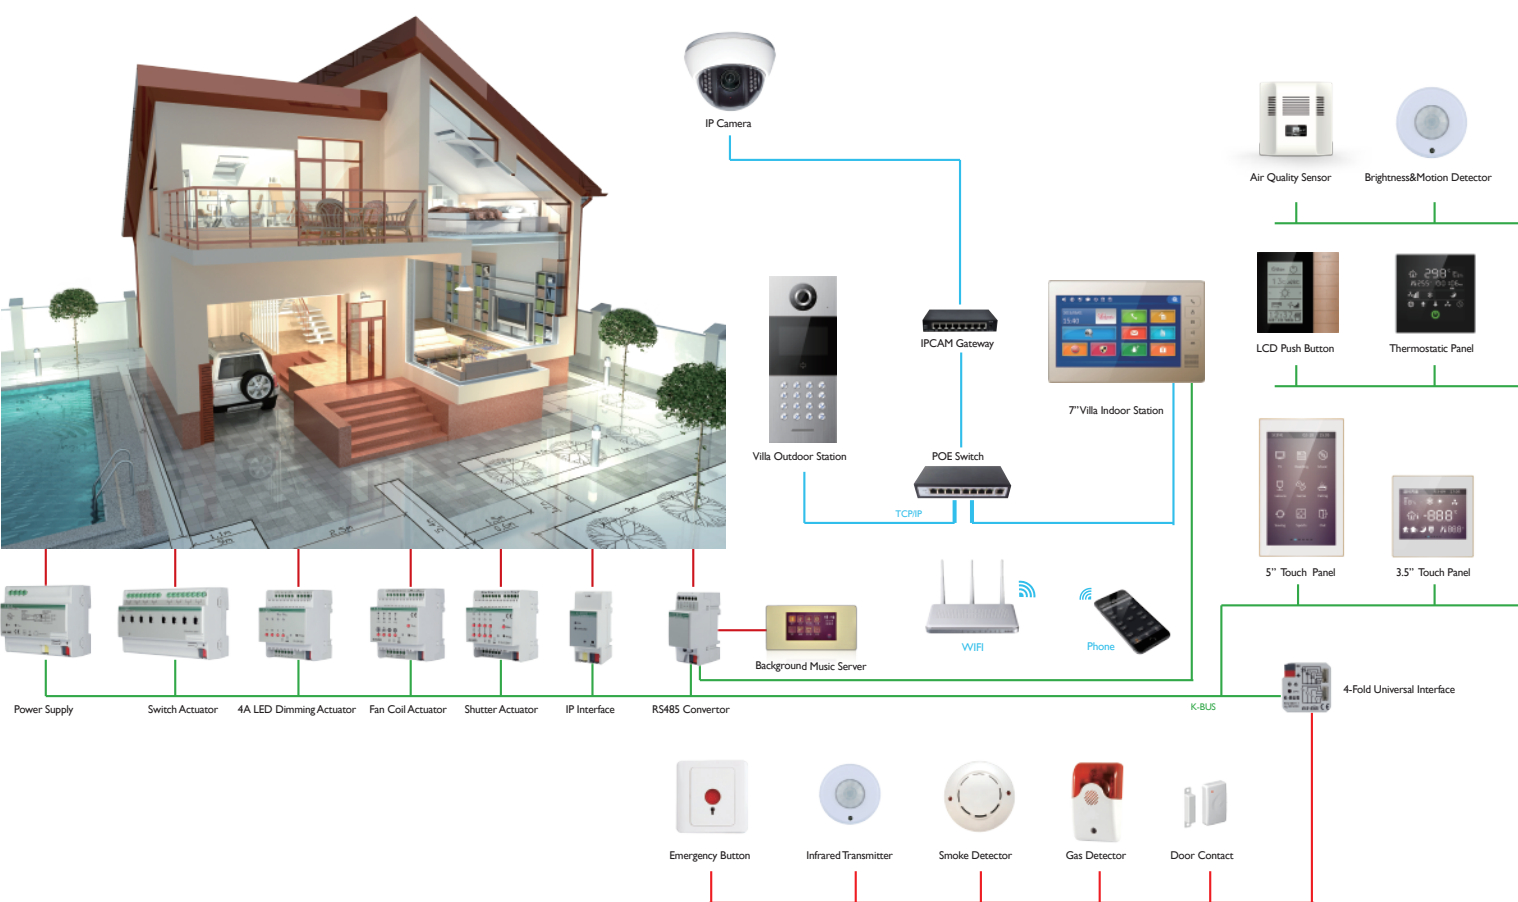 IP Camera
Air Quality Sensor
Brightness&Motion Detector
IPCAM Gateway
LCD Push Button
Thermostatic Panel
7" Villa Indoor Station
Villa Outdoor Station
POE Switch
TCP/IP
5" Touch Panel
3.5" Touch Panel
WIFI
Phone
Background Music Server
4-Fold Universal Interface
Power Supply
Switch Actuator
4A LED Dimming Actuator
Fan Coil Actuator
Shutter Actuator
IP Interface
RS485 Convertor
K-BUS
Emergency Button
Infrared Transmitter
Smoke Detector
Gas Detector
Door Contact